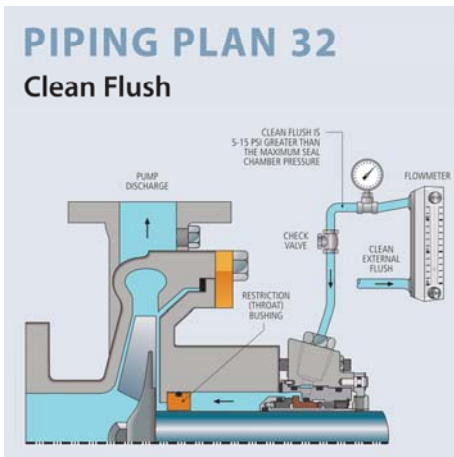 PIPING PLAN 32
Clean Flush
CLEAN FLUSH IS
5-15 PSI GREATER THAN
THE MAXIMUM SEAL
CHAMBER PRESSURE
PUMP
DISCHARGE
FLOWMETER
CHECK
VALVE
CLEAN
EXTERNAL
FLUSH
RESTRICTION
(THROAT)
BUSHING